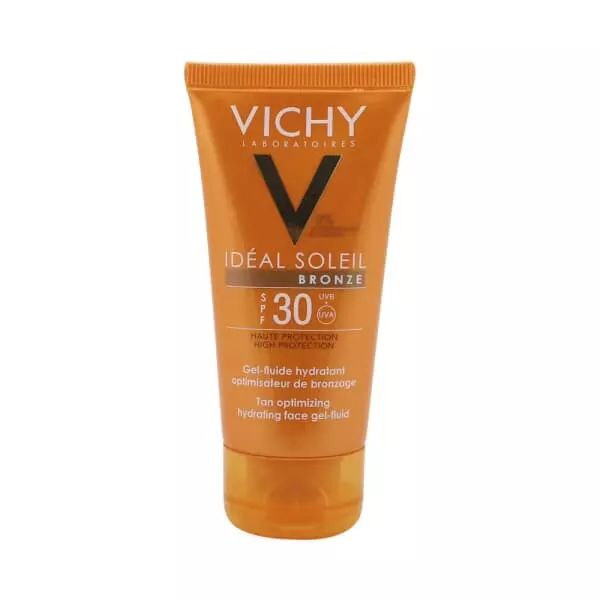 VICHY
LABORATOIRES
V
IDÉAL SOLEIL
BRONZE
SPF 30 UVB + UVA
HAUTE PROTECTION
HIGH PROTECTION
Gel-fluide hydratant
optimisateur de bronzage
Tan optimizing
hydrating face gel-fluid